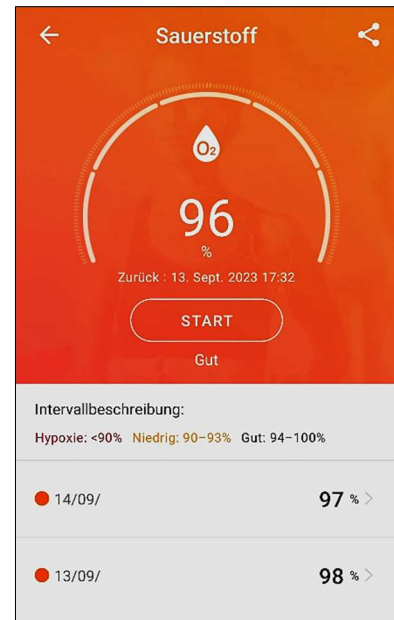 Sauerstoff
O2
96
%
Zurück : 13. Sept. 2023 17:32
START
Gut
Intervallbeschreibung:
Hypoxie: <90% Niedrig: 90–93% Gut: 94–100%
14/09/ 97 %
13/09/ 98 %